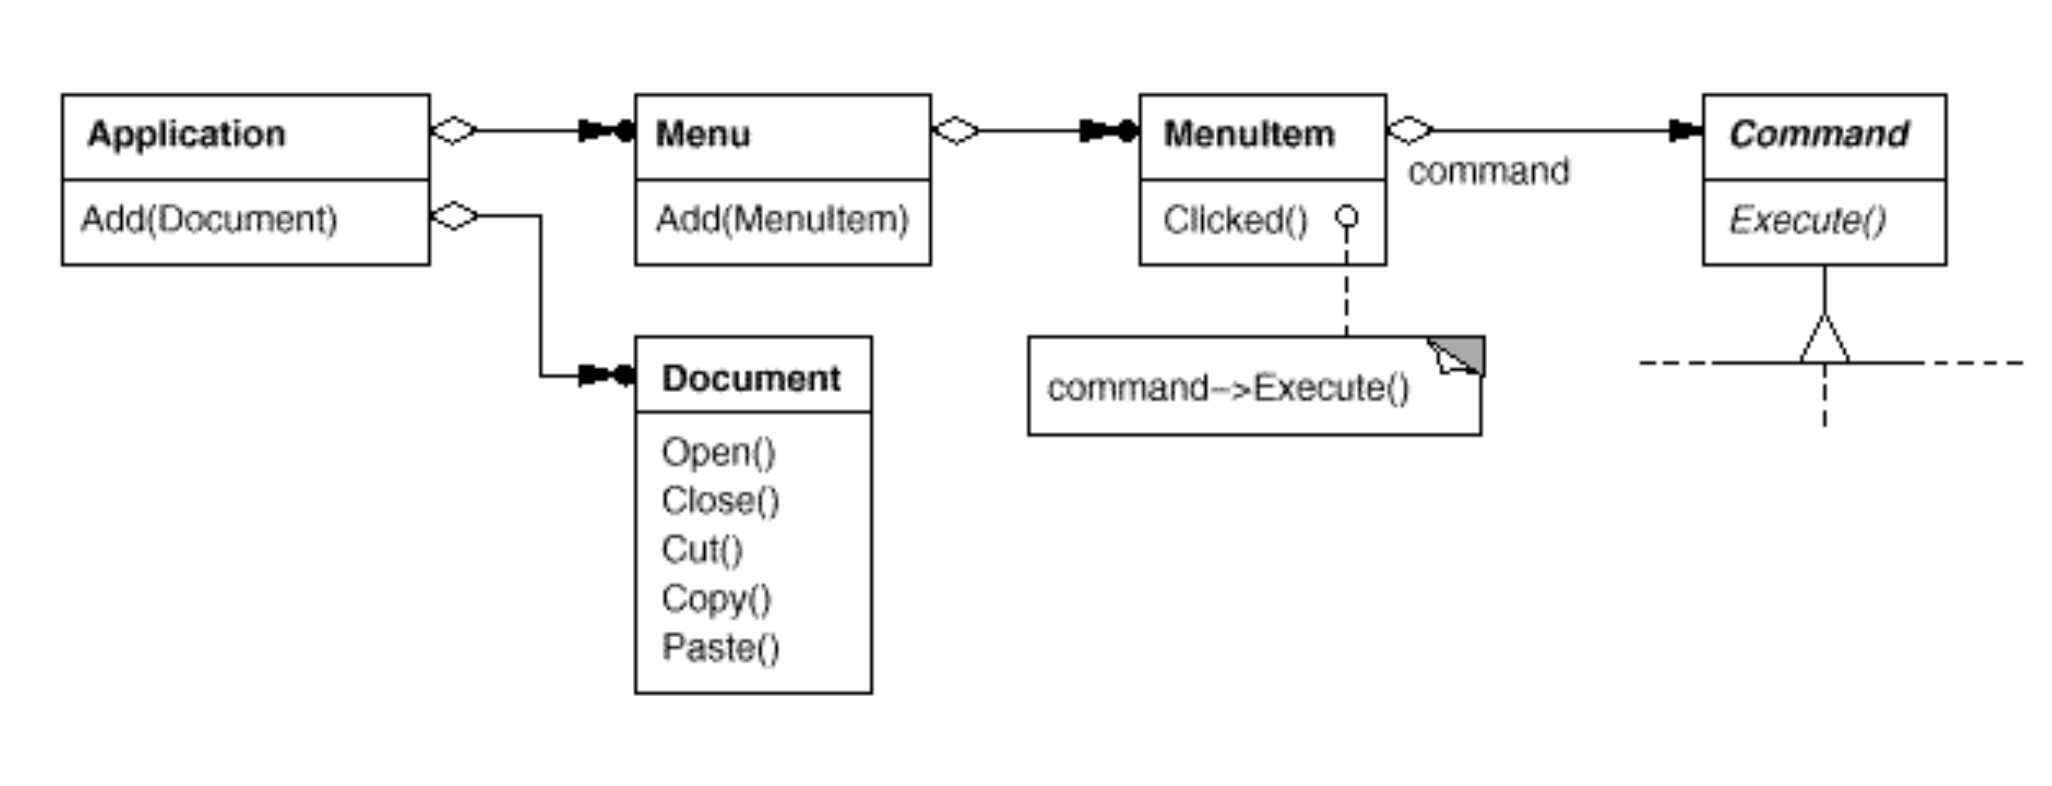 Application
Add(Document)
Menu
Add(MenuItem)
MenuItem
Clicked()
command
Command
Execute()
Document
Open()
Close()
Cut()
Copy()
Paste()
command–>Execute()